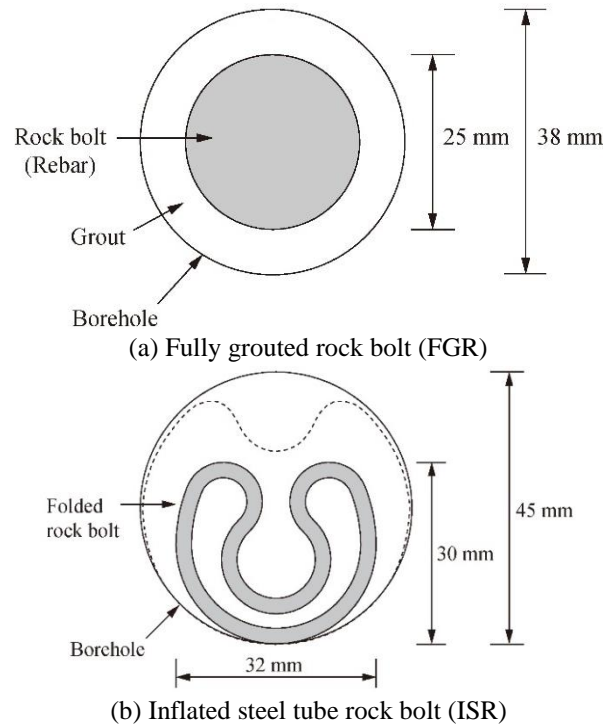 Rock bolt
(Rebar)
25 mm
38 mm
Grout
Borehole
(a) Fully grouted rock bolt (FGR)
Folded
rock bolt
45 mm
30 mm
Borehole
32 mm
(b) Inflated steel tube rock bolt (ISR)